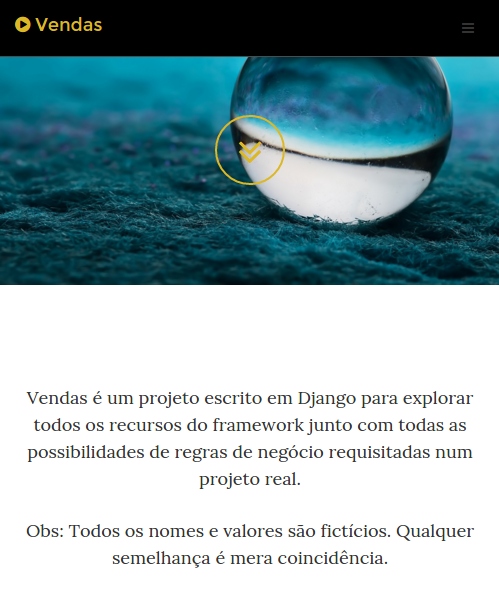 Vendas
Vendas é um projeto escrito em Django para explorar
todos os recursos do framework junto com todas as
possibilidades de regras de negócio requisitadas num
projeto real.
Obs: Todos os nomes e valores são fictícios. Qualquer
semelhança é mera coincidência.